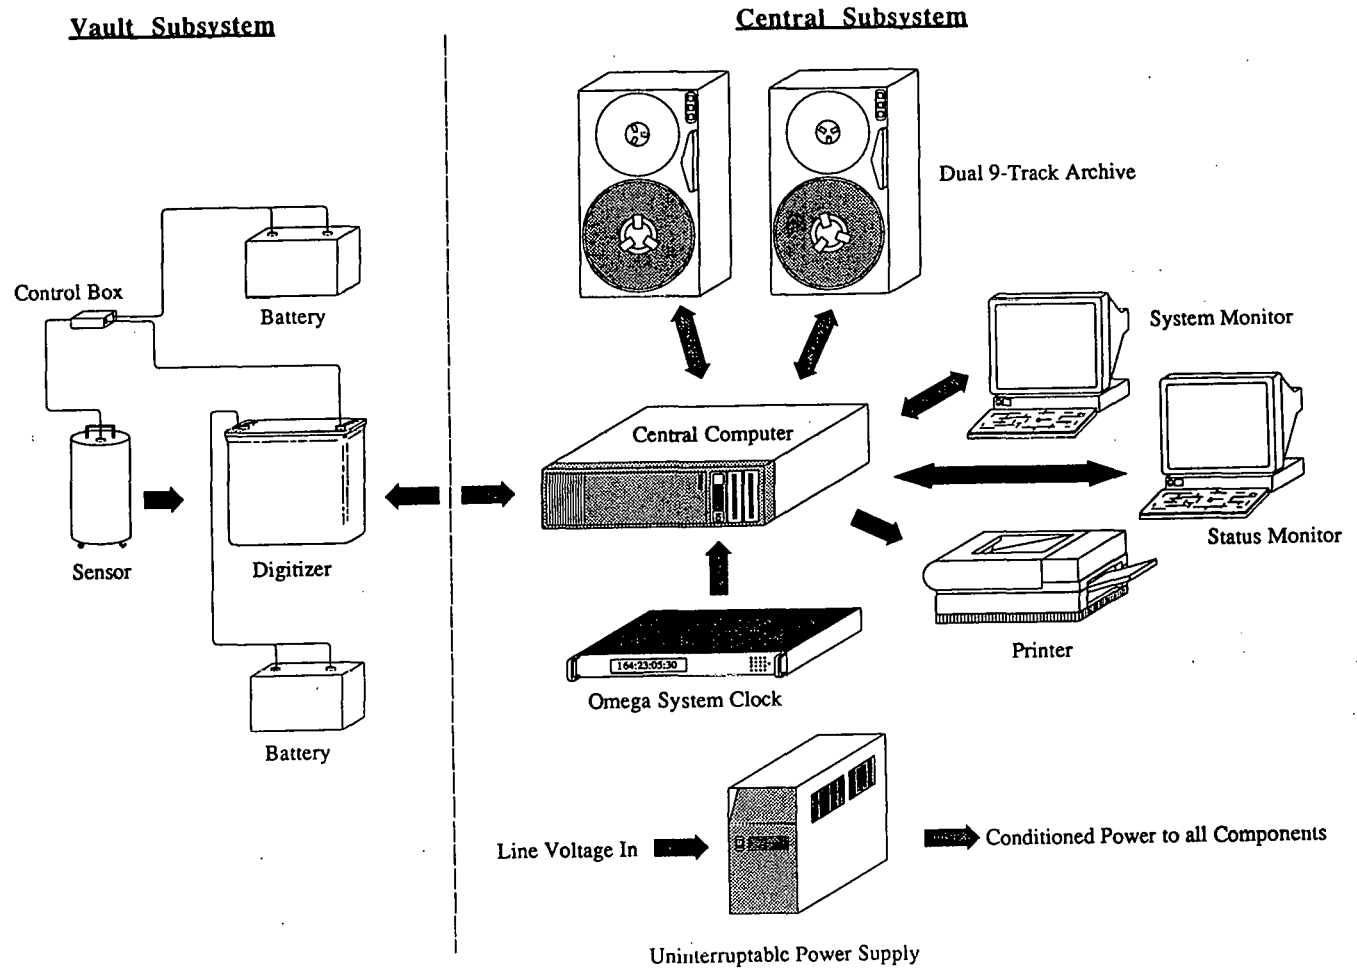 Vault Subsystem
Central Subsystem
Dual 9-Track Archive
Control Box
Battery
System Monitor
Central Computer
Sensor
Digitizer
Status Monitor
Printer
164:23:05:30
Omega System Clock
Battery
Line Voltage In
Conditioned Power to all Components
Uninterruptable Power Supply